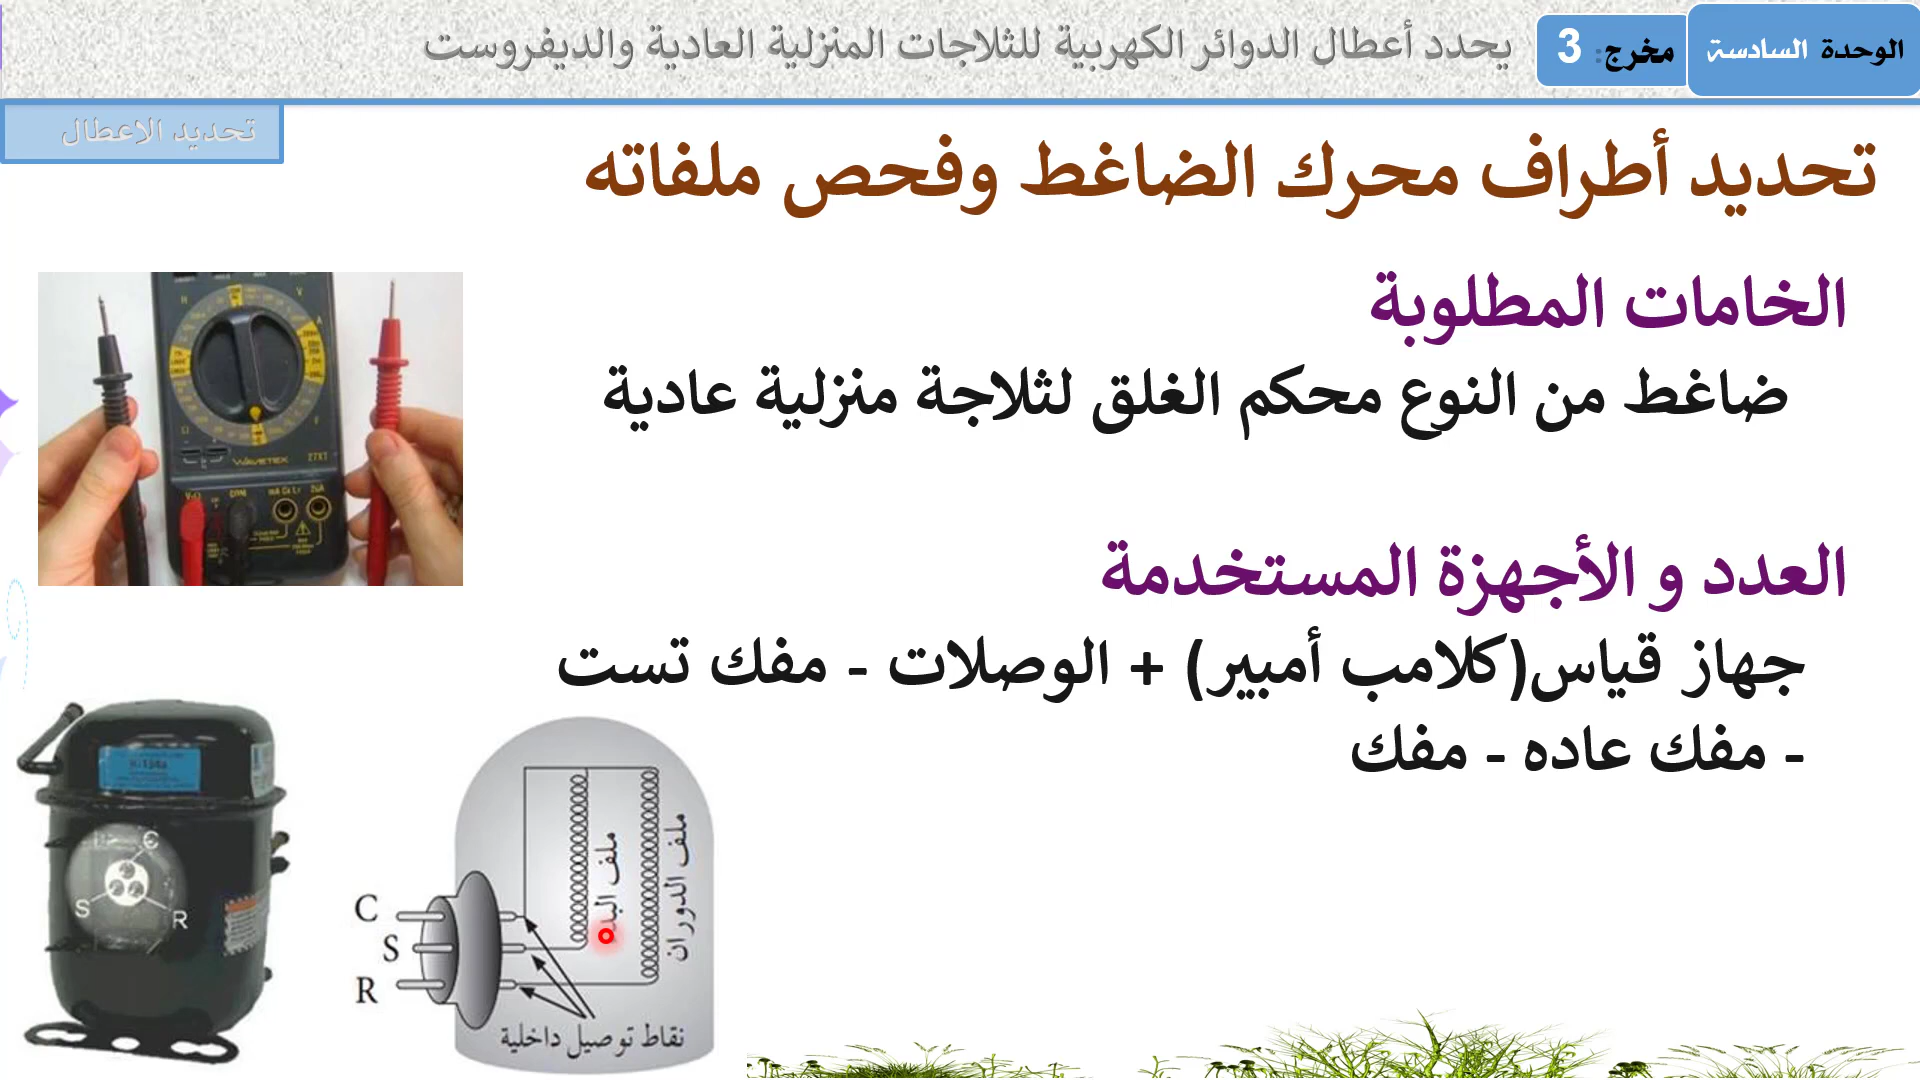 الوحدة السادسة
مخرج: 3
يحدد أعطال الدوائر الكهربية للثلاجات المنزلية العادية والديفروست
تحديد الاعطال
تحديد أطراف محرك الضاغط وفحص ملفاته
الخامات المطلوبة
ضاغط من النوع محكم الغلق لثلاجة منزلية عادية
العدد و الأجهزة المستخدمة
جهاز قياس(كلامب أمبير) + الوصلات - مفك تست
- مفك عاده - مفك
WAVETEK 27XT
C
S
R
C
S
R
ملف البدء
ملف الدوران
نقاط توصيل داخلية